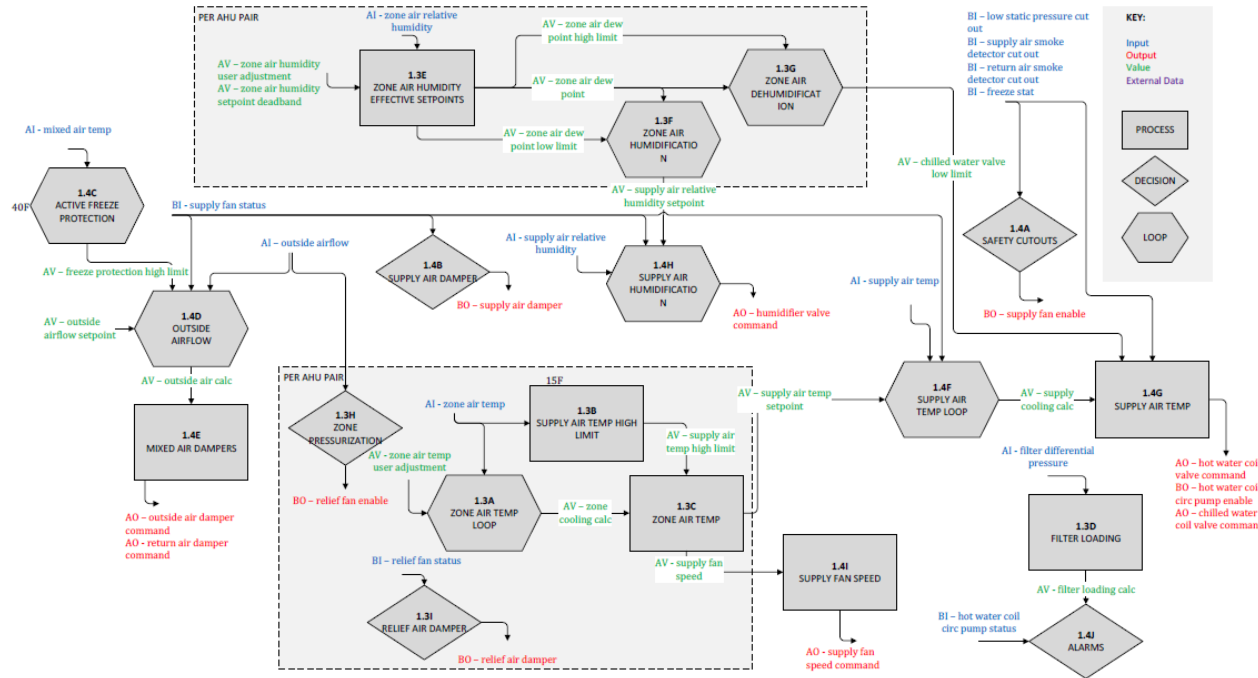 PER AHU PAIR
AI - zone air relative
humidity
AV – zone air humidity
user adjustment
AV – zone air humidity
setpoint deadband
1.3E
ZONE AIR HUMIDITY
EFFECTIVE SETPOINTS
AV – zone air dew
point high limit
AV – zone air dew
point
AV – zone air dew
point low limit
1.3F
ZONE AIR
HUMIDIFICATIO
N
1.3G
ZONE AIR
DEHUMIDIFICAT
ION
BI - low static pressure cut
out
BI - supply air smoke
detector cut out
BI - return air smoke
detector cut out
BI – freeze stat
KEY:
Input
Output
Value
External Data
PROCESS
DECISION
LOOP
AI - mixed air temp
40F
1.4C
ACTIVE FREEZE
PROTECTION
AV – freeze protection high limit
BI - supply fan status
AI – outside airflow
1.4B
SUPPLY AIR DAMPER
BO – supply air damper
AV – supply air relative
humidity setpoint
AI - supply air relative
humidity
1.4H
SUPPLY AIR
HUMIDIFICATIO
N
AO – humidifier valve
command
AV – chilled water valve
low limit
1.4A
SAFETY CUTOUTS
BO – supply fan enable
AI – supply air temp
AV – outside
airflow setpoint
1.4D
OUTSIDE
AIRFLOW
AV – outside air calc
1.4E
MIXED AIR DAMPERS
AO – outside air damper
command
AO – return air damper
command
PER AHU PAIR
15F
1.3H
ZONE
PRESSURIZATION
BO – relief fan enable
AI - zone air temp
1.3B
SUPPLY AIR TEMP HIGH
LIMIT
AV – supply air
temp high limit
AV – zone air temp
user adjustment
1.3A
ZONE AIR TEMP
LOOP
AV – zone
cooling calc
1.3C
ZONE AIR TEMP
AV – supply air temp
setpoint
AV – supply fan
speed
1.4F
SUPPLY AIR
TEMP LOOP
AV – supply
cooling calc
1.4G
SUPPLY AIR TEMP
AO – hot water coil
valve command
BO – hot water coil
circ pump enable
AO – chilled water
coil valve command
BI – relief fan status
1.3I
RELIEF AIR DAMPER
BO – relief air damper
1.4I
SUPPLY FAN SPEED
AO – supply fan
speed command
AI - filter differential
pressure
1.3D
FILTER LOADING
AV - filter loading calc
BI – hot water coil
circ pump status
1.4J
ALARMS